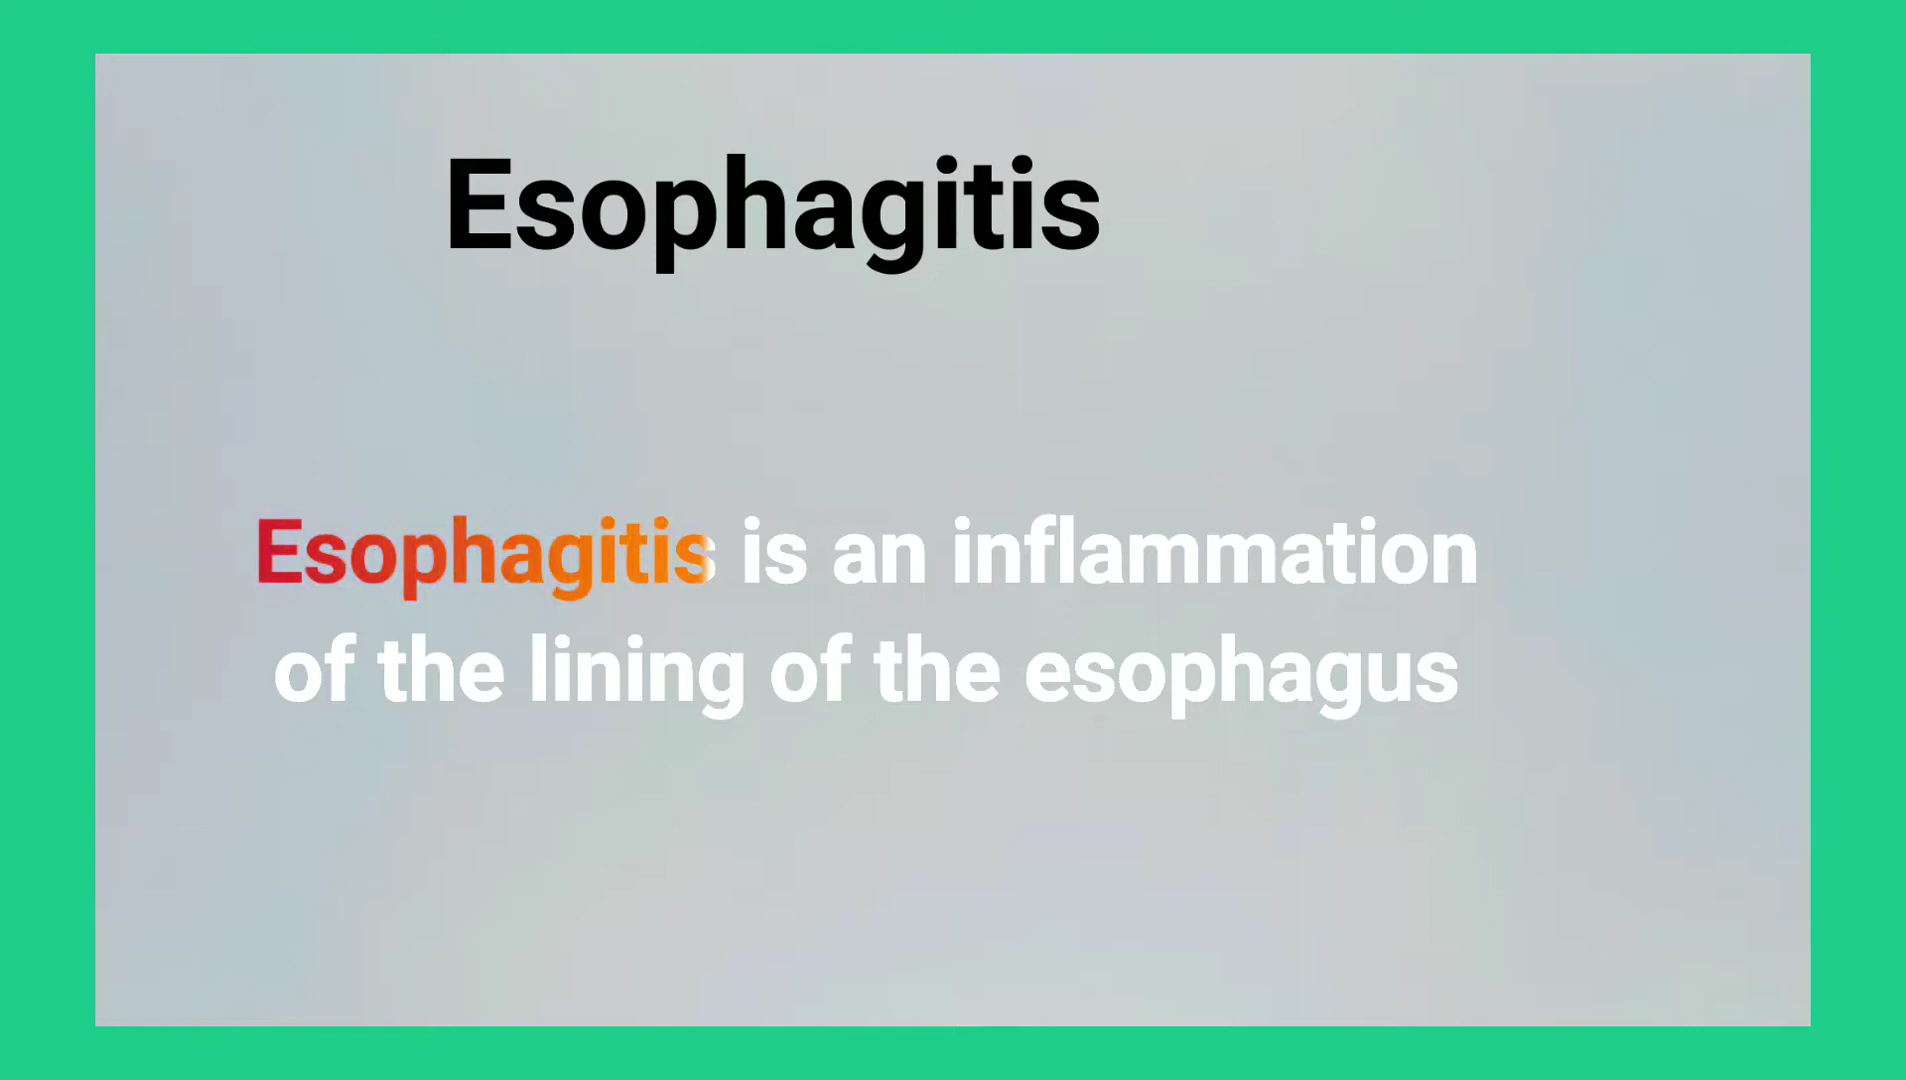 Esophagitis
Esophagitis is an inflammation
of the lining of the esophagus